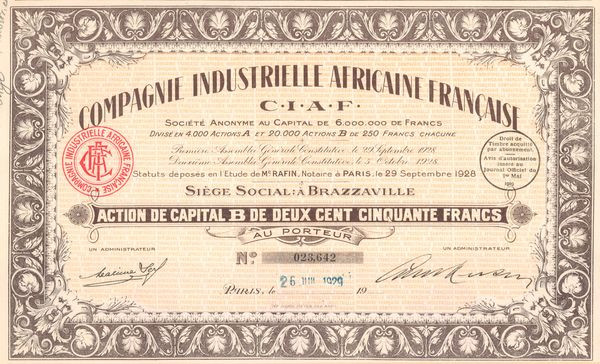 COMPAGNIE INDUSTRIELLE AFRICAINE FRANÇAISE
C·I·A·F·
SOCIÉTÉ ANONYME AU CAPITAL DE 6.000.000 DE FRANCS
DIVISÉ EN 4.000 ACTIONS A ET 20.000 ACTIONS B DE 250 FRANCS CHACUNE
Première Assemblée Générale Constitutive le 29 Septembre 1928
Deuxième Assemblée Générale Constitutive le 5 Octobre 1928
Statuts déposés en l'Etude de Me RAFIN, Notaire à PARIS, le 29 Septembre 1928
COMPAGNIE INDUSTRIELLE AFRICAINE FRANÇAISE
Droit de
Timbre acquitté
par abonnement
Avis d'autorisation
inséré au
Journal Officiel du
1er Mai
1929
SIÈGE SOCIAL: À BRAZZAVILLE
ACTION DE CAPITAL B DE DEUX CENT CINQUANTE FRANCS
AU PORTEUR
UN ADMINISTRATEUR
UN ADMINISTRATEUR
No: 023,642
PARIS, le 25 JUI 1929 19